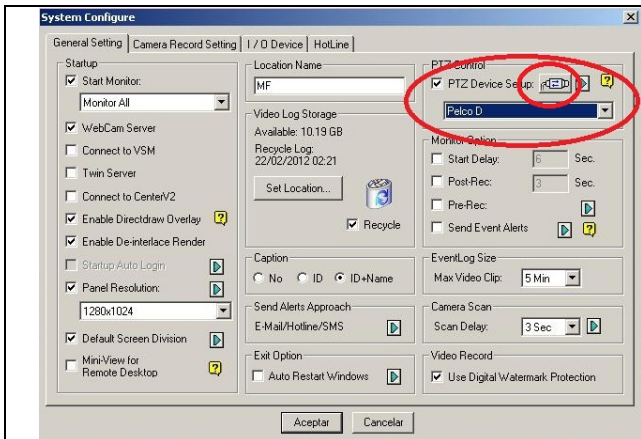 System Configure
General Setting
Camera Record Setting
I / O Device
HotLine
Startup
Start Monitor:
Monitor All
WebCam Server
Connect to VSM
Twin Server
Connect to CenterV2
Enable Directdraw Overlay
Enable De-interlace Render
Startup Auto Login
Panel Resolution:
1280x1024
Default Screen Division
Mini-View for
Remote Desktop
Location Name
MF
Video Log Storage
Available: 10.19 GB
Recycle Log:
22/02/2012 02:21
Set Location...
Recycle
Caption
No
ID
ID+Name
Send Alerts Approach
E-Mail/Hotline/SMS
Exit Option
Auto Restart Windows
PTZ Control
PTZ Device Setup:
Pelco D
Monitor Option
Start Delay:
6
Sec.
Post-Rec:
3
Sec.
Pre-Rec:
Send Event Alerts
EventLog Size
Max Video Clip:
5 Min
Camera Scan
Scan Delay:
3 Sec
Video Record
Use Digital Watermark Protection
Aceptar
Cancelar